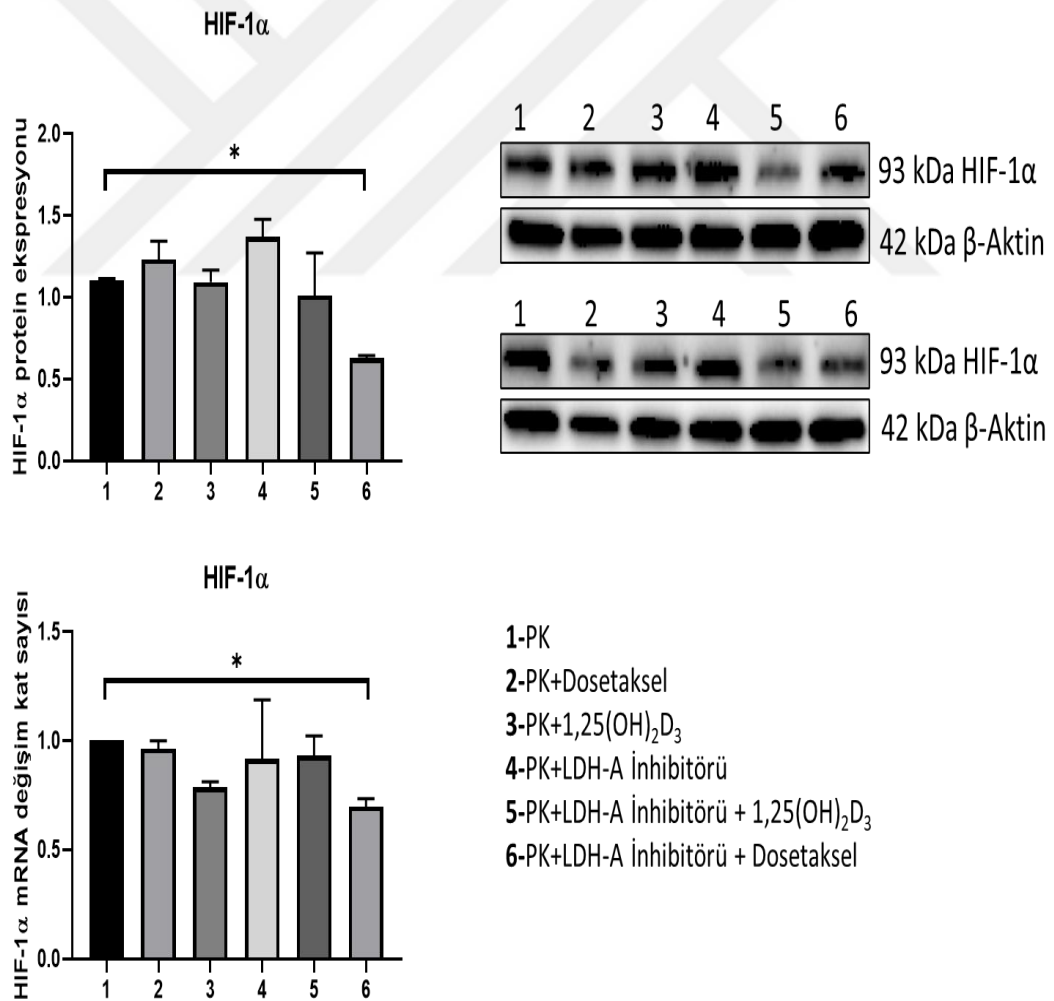 HIF-1α
HIF-1α protein ekspresyonu
2.0
*
1.5
1.0
0.5
0.0
1 2 3 4 5 6
1 2 3 4 5 6
93 kDa HIF-1α
42 kDa β-Aktin
1 2 3 4 5 6
93 kDa HIF-1α
42 kDa β-Aktin
HIF-1α
HIF-1α mRNA değişim kat sayısı
1.5
*
1.0
0.5
0.0
1 2 3 4 5 6
1-PK
2-PK+Dosetaksel
3-PK+1,25(OH)₂D₃
4-PK+LDH-A İnhibitörü
5-PK+LDH-A İnhibitörü + 1,25(OH)₂D₃
6-PK+LDH-A İnhibitörü + Dosetaksel